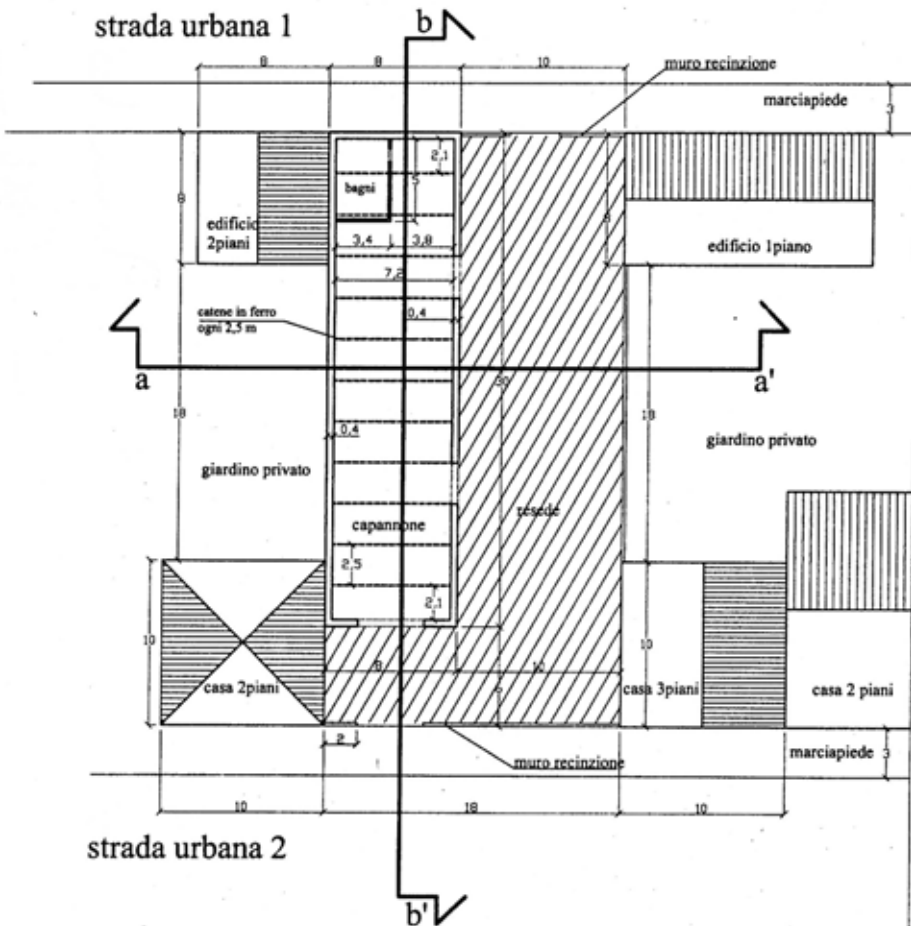 strada urbana 1
b
8
8
10
muro recinzione
marciapiede
3
2,1
bagni
5
8
edificio
2piani
8
edificio 1piano
3,4
3,8
7,2
catene in ferro
ogni 2,5 m
0,4
a
a'
30
18
18
0,4
giardino privato
giardino privato
resede
capannone
2,5
2,1
10
10
8
10
casa 2piani
casa 3piani
casa 2 piani
2
muro recinzione
marciapiede
3
10
18
10
strada urbana 2
b'